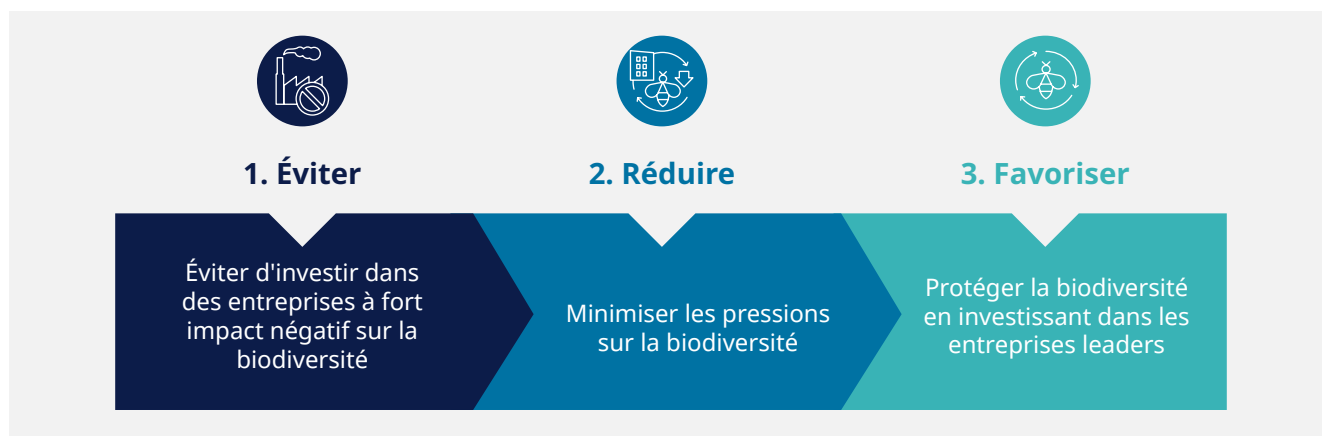 1. Éviter
2. Réduire
3. Favoriser
Éviter d'investir dans
des entreprises à fort
impact négatif sur la
biodiversité
Minimiser les pressions
sur la biodiversité
Protéger la biodiversité
en investissant dans les
entreprises leaders